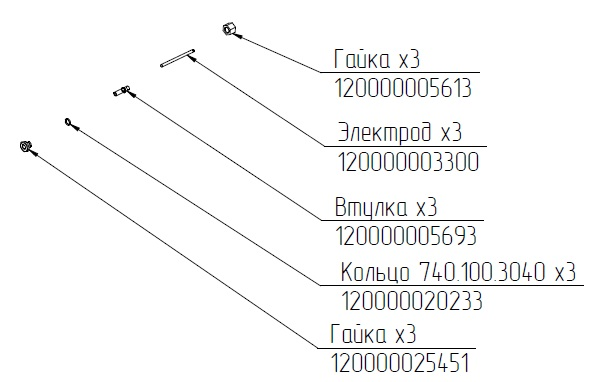 Гайка х3
120000005613
Электрод х3
120000003300
Втулка х3
120000005693
Кольцо 740.100.3040 х3
120000020233
Гайка х3
120000025451